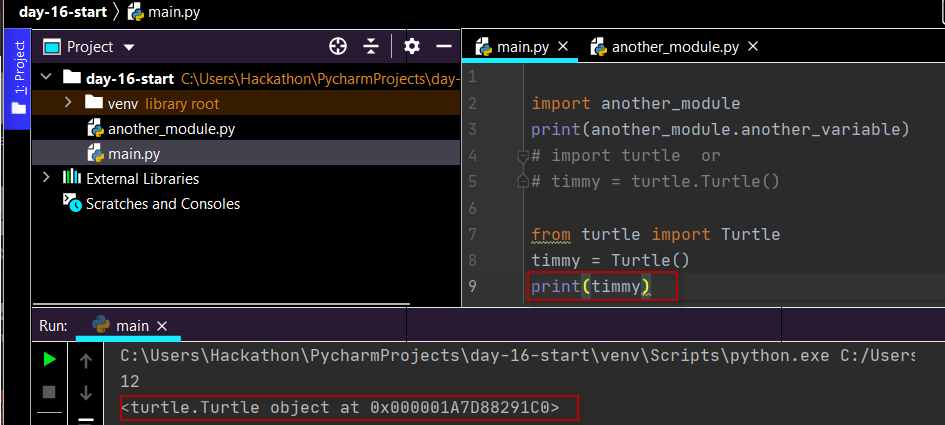 day-16-start > main.py
1: Project
Project
day-16-start C:\Users\Hackathon\PycharmProjects\day-
venv library root
another_module.py
main.py
External Libraries
Scratches and Consoles
main.py
another_module.py
1
2 import another_module
3 print(another_module.another_variable)
4 # import turtle  or
5 # timmy = turtle.Turtle()
6
7 from turtle import Turtle
8 timmy = Turtle()
9 print(timmy)
Run: main
C:\Users\Hackathon\PycharmProjects\day-16-start\venv\Scripts\python.exe C:/Users
12
<turtle.Turtle object at 0x000001A7D88291C0>